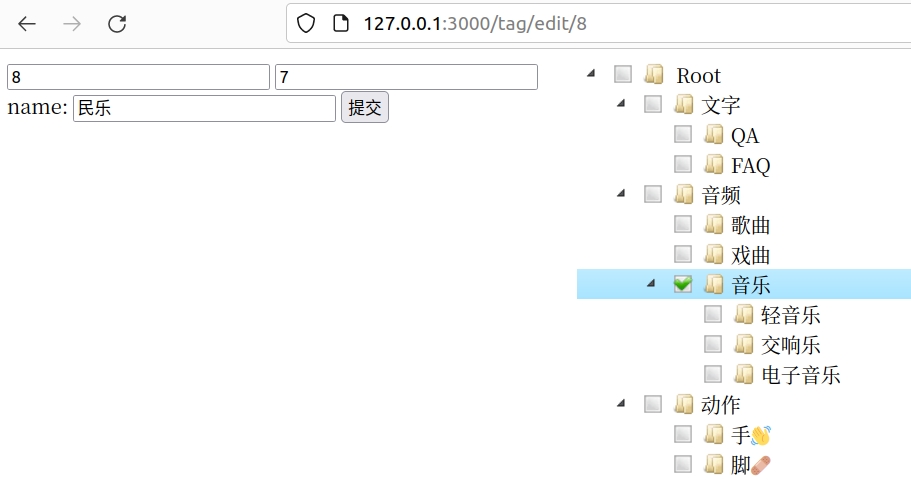 127.0.0.1:3000/tag/edit/8
8 7
name: 民乐 提交
Root
文字
QA
FAQ
音频
歌曲
戏曲
音乐
轻音乐
交响乐
电子音乐
动作
手👋
脚🩹